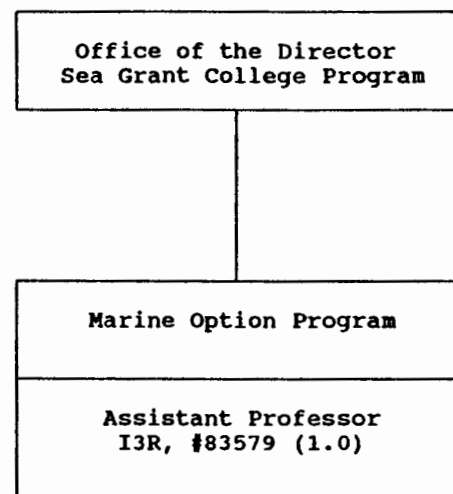 Office of the Director
Sea Grant College Program
Marine Option Program
Assistant Professor
I3R, #83579 (1.0)